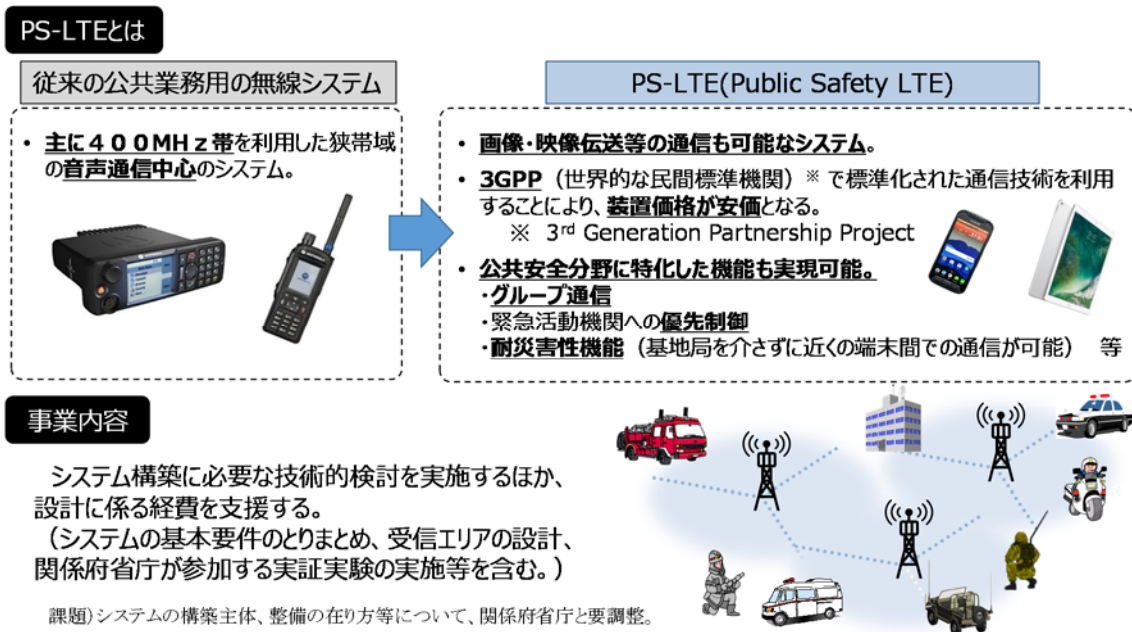 PS-LTEとは
従来の公共業務用の無線システム
・主に４００MHｚ帯を利用した狭帯域
の音声通信中心のシステム。
PS-LTE(Public Safety LTE)
・画像・映像伝送等の通信も可能なシステム。
・3GPP（世界的な民間標準機関）※ で標準化された通信技術を利用
することにより、装置価格が安価となる。
※ 3rd Generation Partnership Project
・公共安全分野に特化した機能も実現可能。
・グループ通信
・緊急活動機関への優先制御
・耐災害性機能（基地局を介さずに近くの端末間での通信が可能） 等
事業内容
システム構築に必要な技術的検討を実施するほか、
設計に係る経費を支援する。
（システムの基本要件のとりまとめ、受信エリアの設計、
関係府省庁が参加する実証実験の実施等を含む。）
課題）システムの構築主体、整備の在り方等について、関係府省庁と要調整。